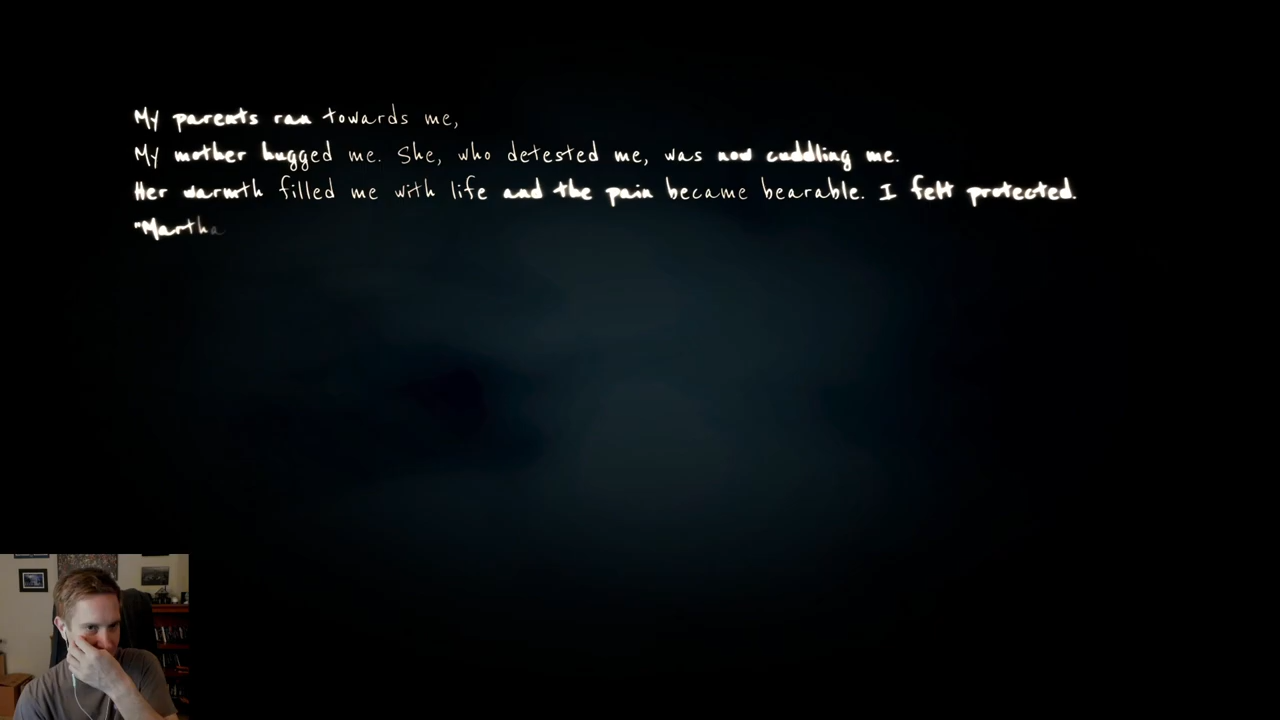 My parents ran towards me,
My mother hugged me. She, who detested me, was now cuddling me.
Her warmth filled me with life and the pain became bearable. I felt protected.
"Martha